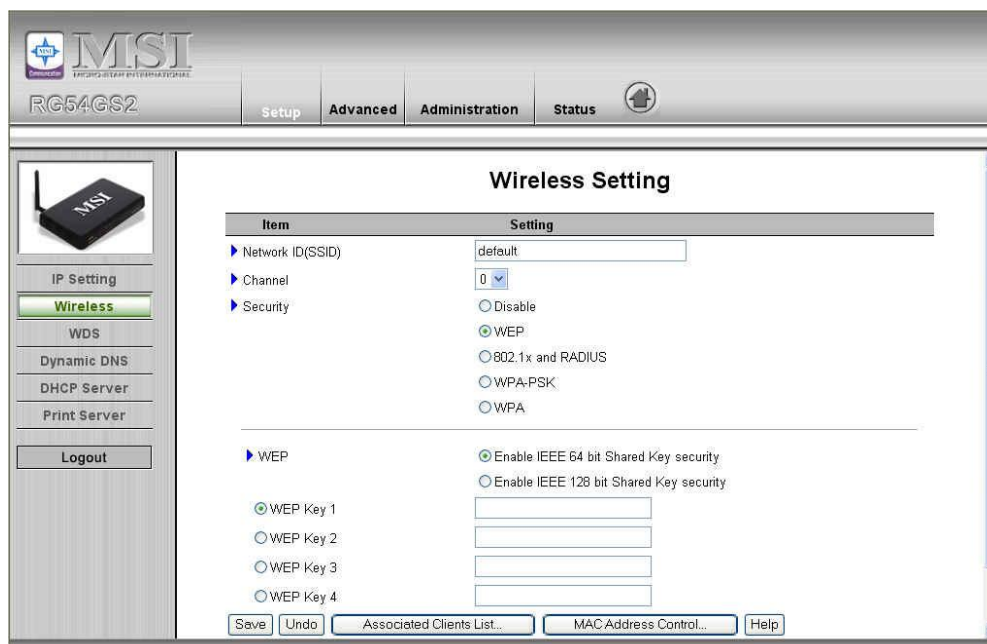 MSI
Communication
MSI
MICRO-STAR INTERNATIONAL
RG54GS2
Setup
Advanced
Administration
Status
MSI
IP Setting
Wireless
WDS
Dynamic DNS
DHCP Server
Print Server
Logout
Wireless Setting
Item Setting
Network ID(SSID) default
Channel 0
Security Disable
WEP
802.1x and RADIUS
WPA-PSK
WPA
WEP Enable IEEE 64 bit Shared Key security
Enable IEEE 128 bit Shared Key security
WEP Key 1
WEP Key 2
WEP Key 3
WEP Key 4
Save Undo Associated Clients List... MAC Address Control... Help